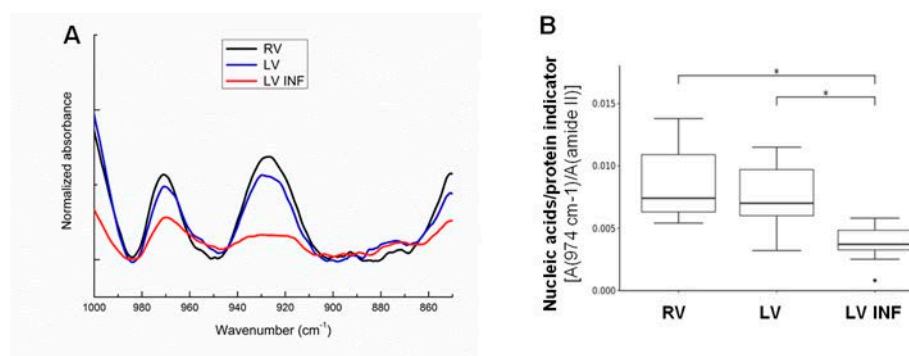 A
RV
LV
LV INF
Normalized absorbance
1000
980
960
940
920
900
880
860
Wavenumber (cm⁻¹)
B
Nucleic acids/protein indicator
[A(974 cm-1)/A(amide II)]
0.015
0.010
0.005
0.000
*
*
RV
LV
LV INF